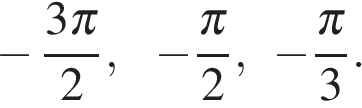 − 3π/2, − π/2, − π/3.